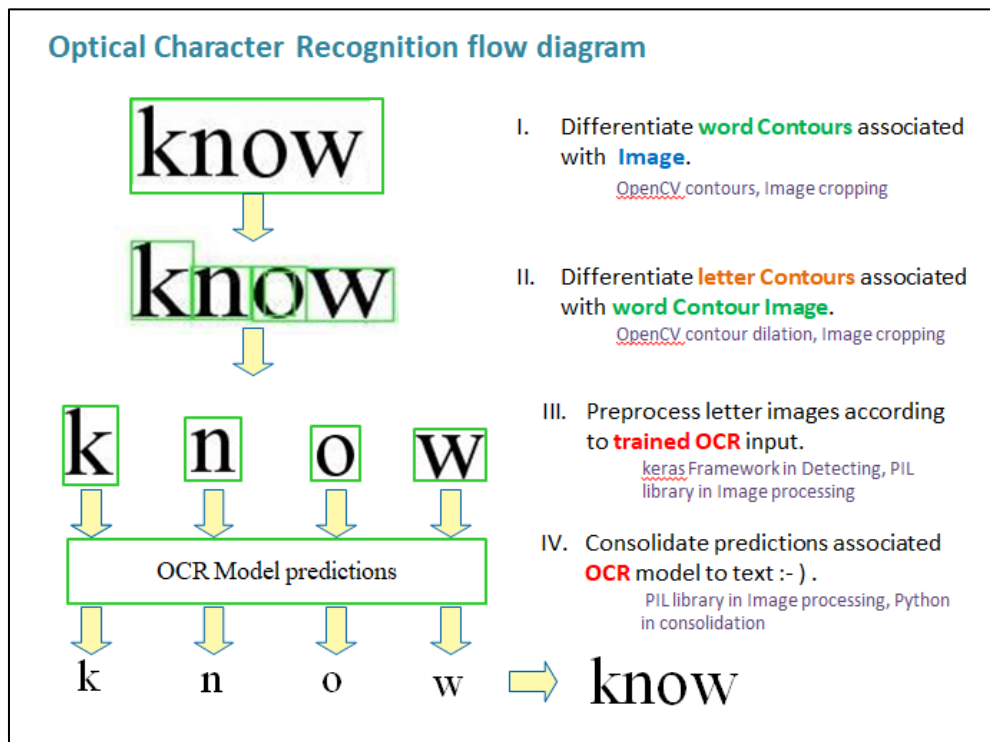 Optical Character Recognition flow diagram
know
I. Differentiate word Contours associated
with Image.
OpenCV contours, Image cropping
know
II. Differentiate letter Contours associated
with word Contour Image.
OpenCV contour dilation, Image cropping
k n o w
III. Preprocess letter images according
to trained OCR input.
keras Framework in Detecting, PIL
library in Image processing
OCR Model predictions
IV. Consolidate predictions associated
OCR model to text :- ) .
PIL library in Image processing, Python
in consolidation
k n o w know